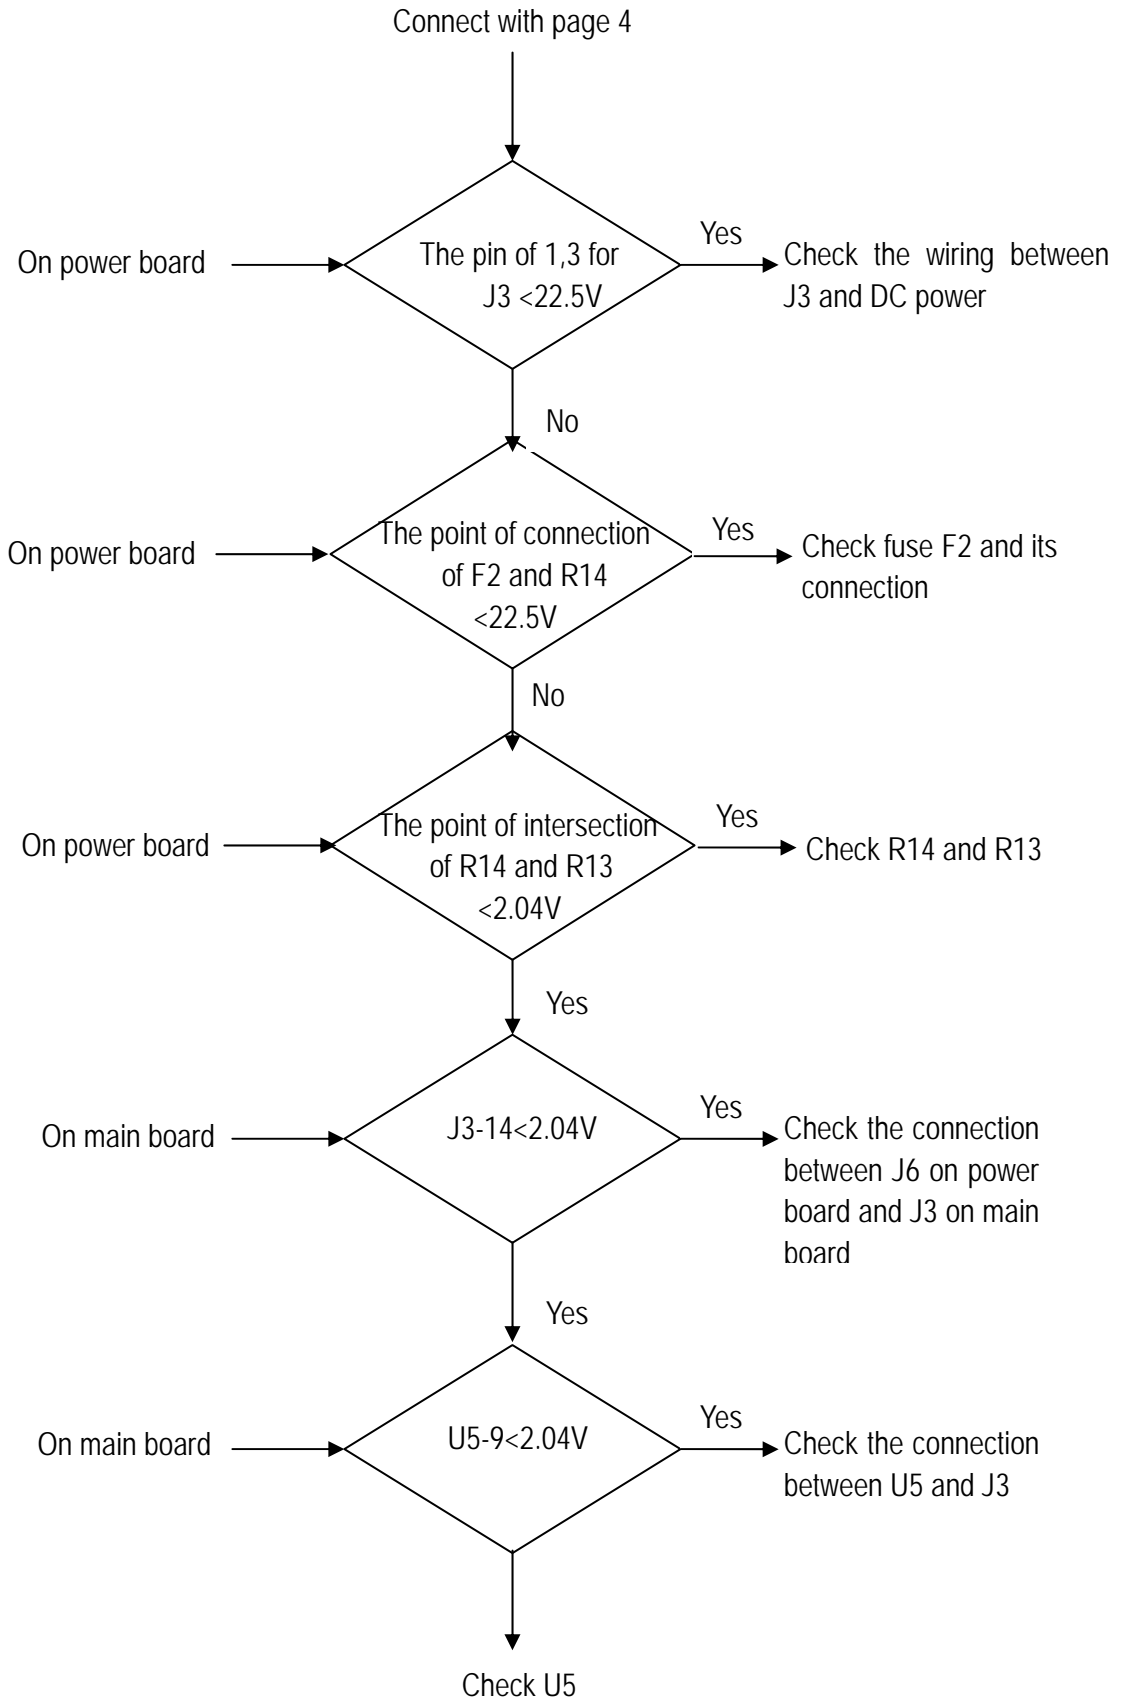 Connect with page 4
On power board
The pin of 1,3 for
J3 <22.5V
Yes
Check the wiring between
J3 and DC power
No
On power board
The point of connection
of F2 and R14
<22.5V
Yes
Check fuse F2 and its
connection
No
On power board
The point of intersection
of R14 and R13
<2.04V
Yes
Check R14 and R13
Yes
On main board
J3-14<2.04V
Yes
Check the connection
between J6 on power
board and J3 on main
board
Yes
On main board
U5-9<2.04V
Yes
Check the connection
between U5 and J3
Check U5